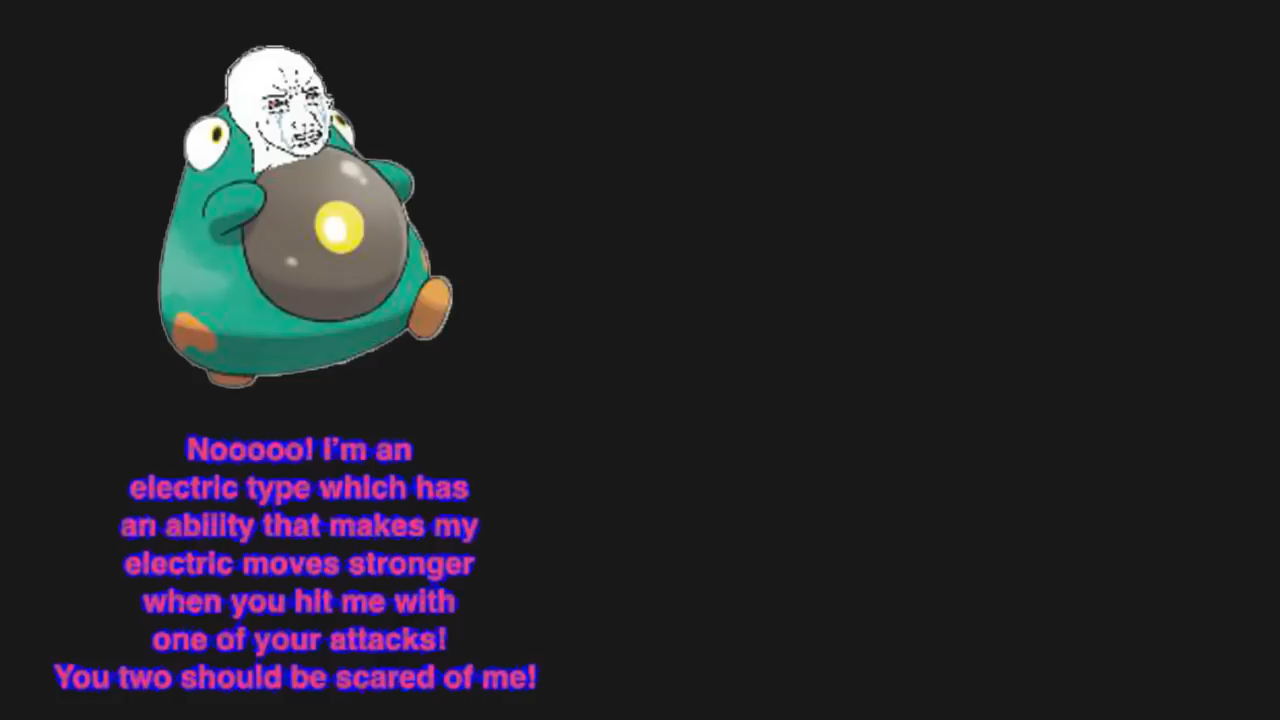 Nooooo! I'm an
electric type which has
an ability that makes my
electric moves stronger
when you hit me with
one of your attacks!
You two should be scared of me!